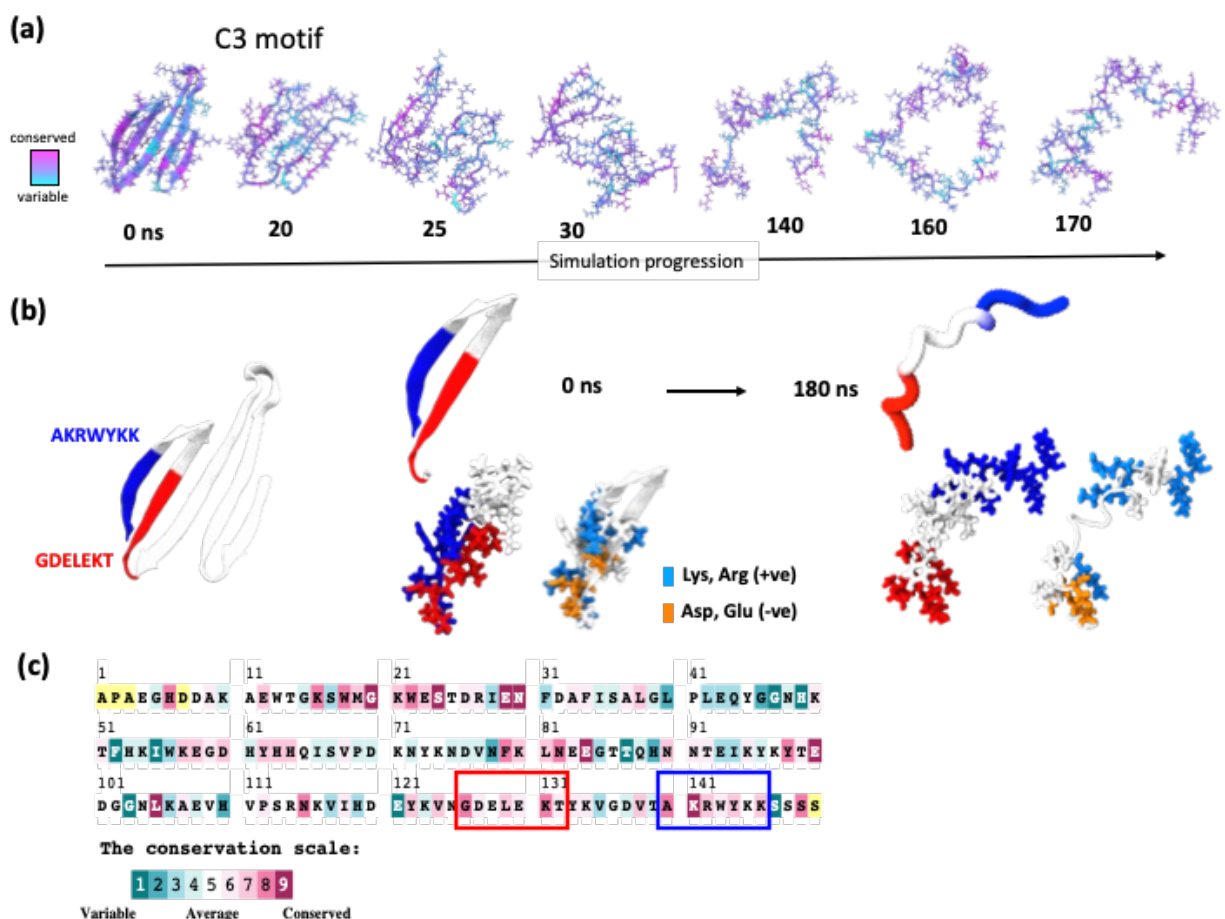 (a)
C3 motif
conserved
variable
0 ns 20 25 30 140 160 170
Simulation progression
(b)
0 ns 180 ns
AKRWYKK
GDELEKT
Lys, Arg (+ve)
Asp, Glu (-ve)
(c)
1 11 21 31 41
APAEGHDDAK AEWTGKSWMG KWESTDRIEN FDAFISALGL PLEQYGGNHK
51 61 71 81 91
TFHKIWKEGD HYHHQISVPD KNYKNDVNFK LNEEGTTQHN NTEIKYKYTE
101 111 121 131 141
DGGNLKAEVH VPSRNKVIHD EYKVNGDELE KTYKVGDVTA KRWYKKSSSS
The conservation scale:
1 2 3 4 5 6 7 8 9
Variable Average Conserved